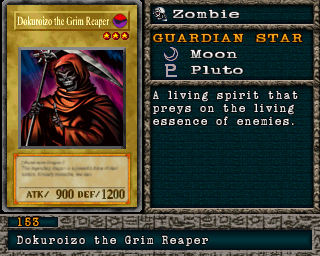 Dokuroizo the Grim Reaper
ATK/ 900 DEF/1200
Zombie
GUARDIAN STAR
Moon
Pluto
A living spirit that
preys on the living
essence of enemies.
153
Dokuroizo the Grim Reaper